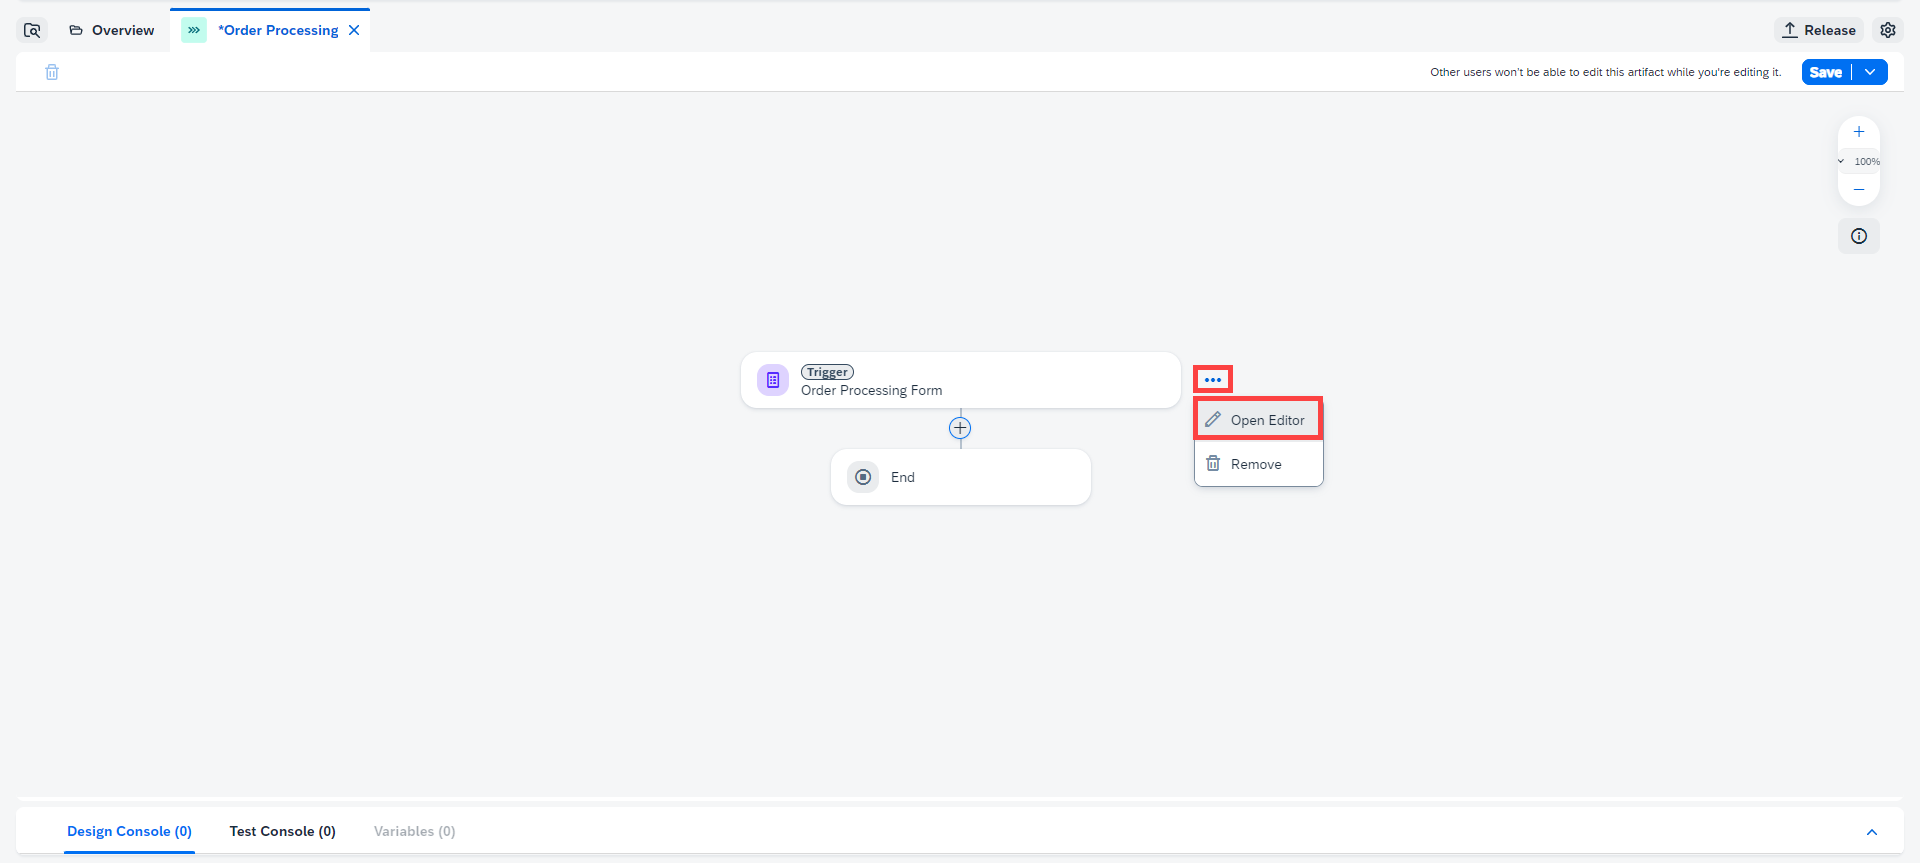 Overview
*Order Processing
Release
Other users won't be able to edit this artifact while you're editing it.
Save
100%
Trigger
Order Processing Form
Open Editor
Remove
End
Design Console (0)
Test Console (0)
Variables (0)